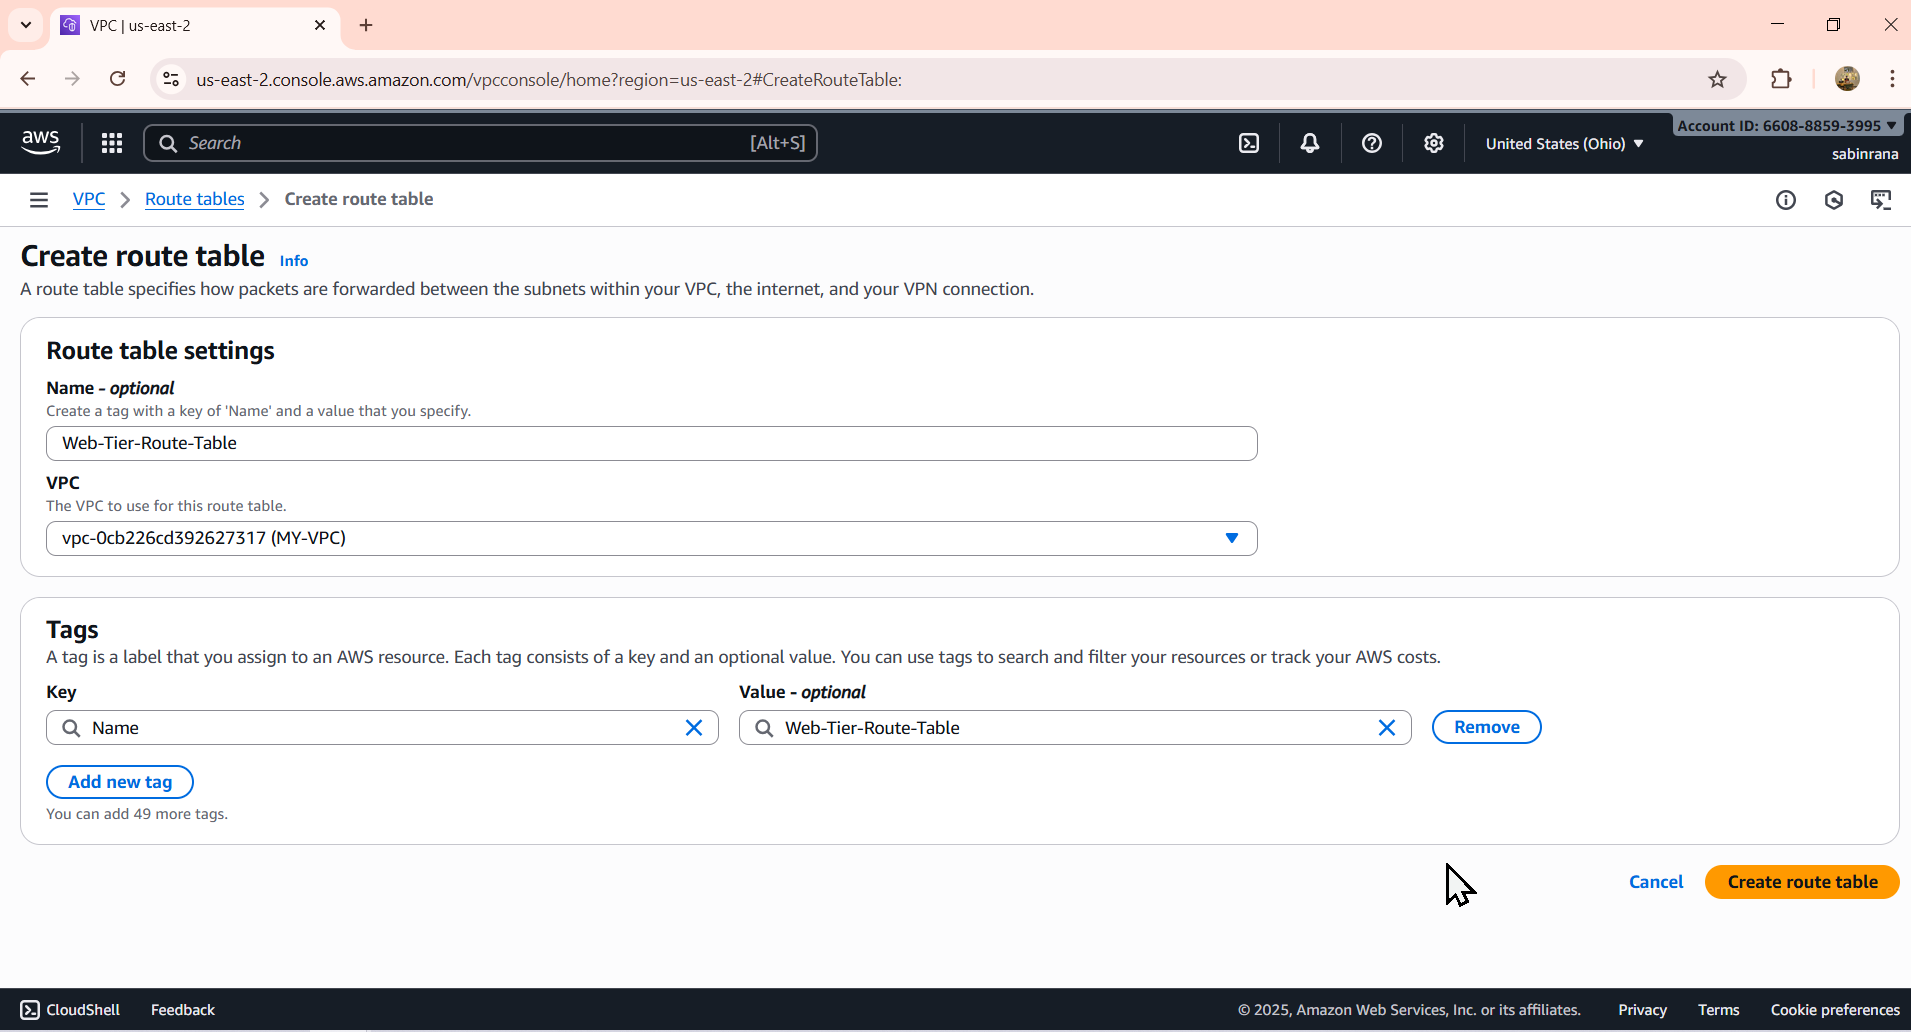 VPC | us-east-2
us-east-2.console.aws.amazon.com/vpcconsole/home?region=us-east-2#CreateRouteTable:
aws
Search [Alt+S]
United States (Ohio)
Account ID: 6608-8859-3995
sabinrana
VPC Route tables Create route table
Create route table Info
A route table specifies how packets are forwarded between the subnets within your VPC, the internet, and your VPN connection.
Route table settings
Name - optional
Create a tag with a key of 'Name' and a value that you specify.
Web-Tier-Route-Table
VPC
The VPC to use for this route table.
vpc-0cb226cd392627317 (MY-VPC)
Tags
A tag is a label that you assign to an AWS resource. Each tag consists of a key and an optional value. You can use tags to search and filter your resources or track your AWS costs.
Key Value - optional
Name Web-Tier-Route-Table Remove
Add new tag
You can add 49 more tags.
Cancel Create route table
CloudShell Feedback © 2025, Amazon Web Services, Inc. or its affiliates. Privacy Terms Cookie preferences